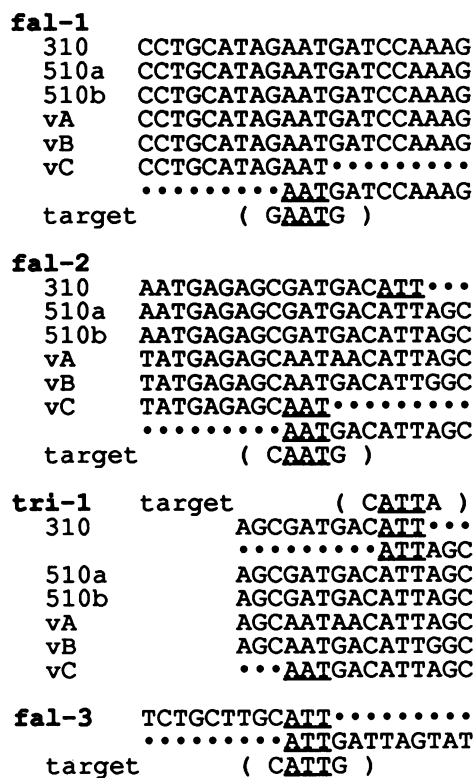 fal-1
310 CCTGCATAGAATGATCCAAAG
510a CCTGCATAGAATGATCCAAAG
510b CCTGCATAGAATGATCCAAAG
vA CCTGCATAGAATGATCCAAAG
vB CCTGCATAGAATGATCCAAAG
vC CCTGCATAGAAT•••••••••
•••••••••AATGATCCAAAG
target ( GAATG )
fal-2
310 AATGAGAGCGATGACATT•••
510a AATGAGAGCGATGACATTAGC
510b AATGAGAGCGATGACATTAGC
vA TATGAGAGCAATAACATTAGC
vB TATGAGAGCAATGACATTGGC
vC TATGAGAGCAAT•••••••••
•••••••••AATGACATTAGC
target ( CAATG )
tri-1 target ( CATTA )
310 AGCGATGACATT•••
•••••••••ATTAGC
510a AGCGATGACATTAGC
510b AGCGATGACATTAGC
vA AGCAATAACATTAGC
vB AGCAATGACATTGGC
vC •••AATGACATTAGC
fal-3 TCTGCTTGCATT•••••••••
•••••••••ATTGATTAGTAT
target ( CATTG )